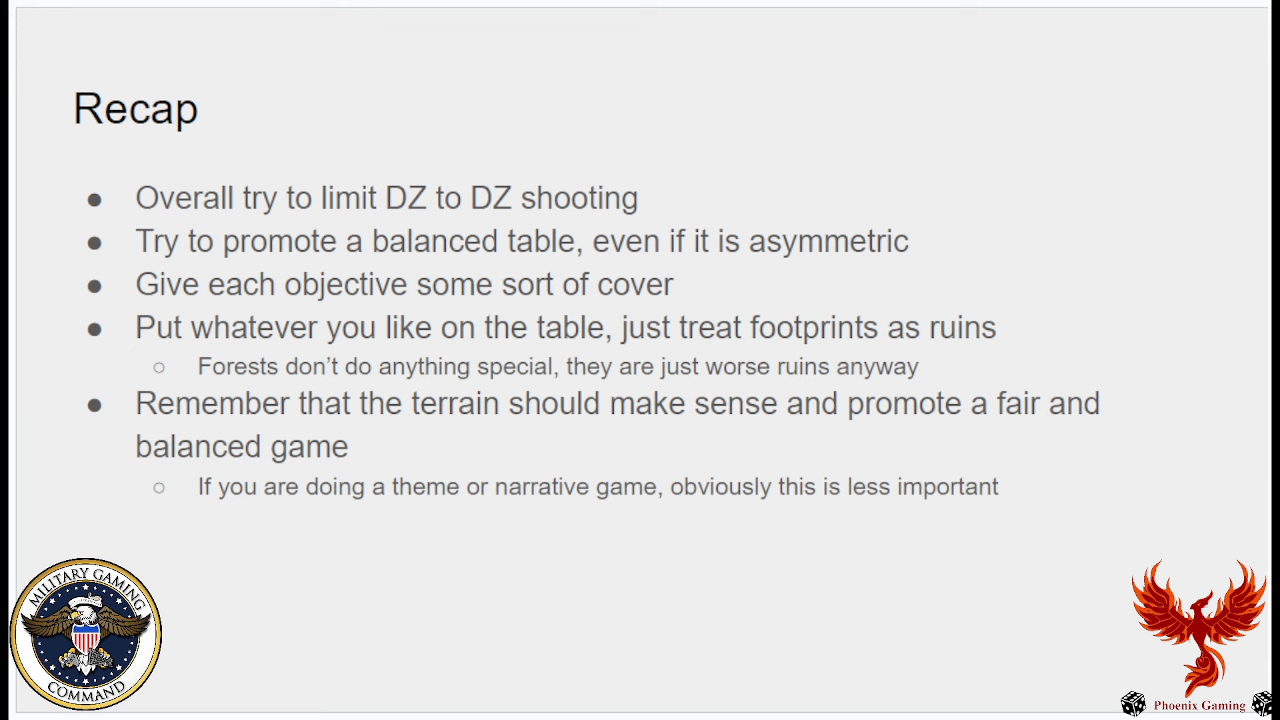 Recap
● Overall try to limit DZ to DZ shooting
● Try to promote a balanced table, even if it is asymmetric
● Give each objective some sort of cover
● Put whatever you like on the table, just treat footprints as ruins
○ Forests don’t do anything special, they are just worse ruins anyway
● Remember that the terrain should make sense and promote a fair and
balanced game
○ If you are doing a theme or narrative game, obviously this is less important
MILITARY GAMING
COMMAND
Phoenix Gaming